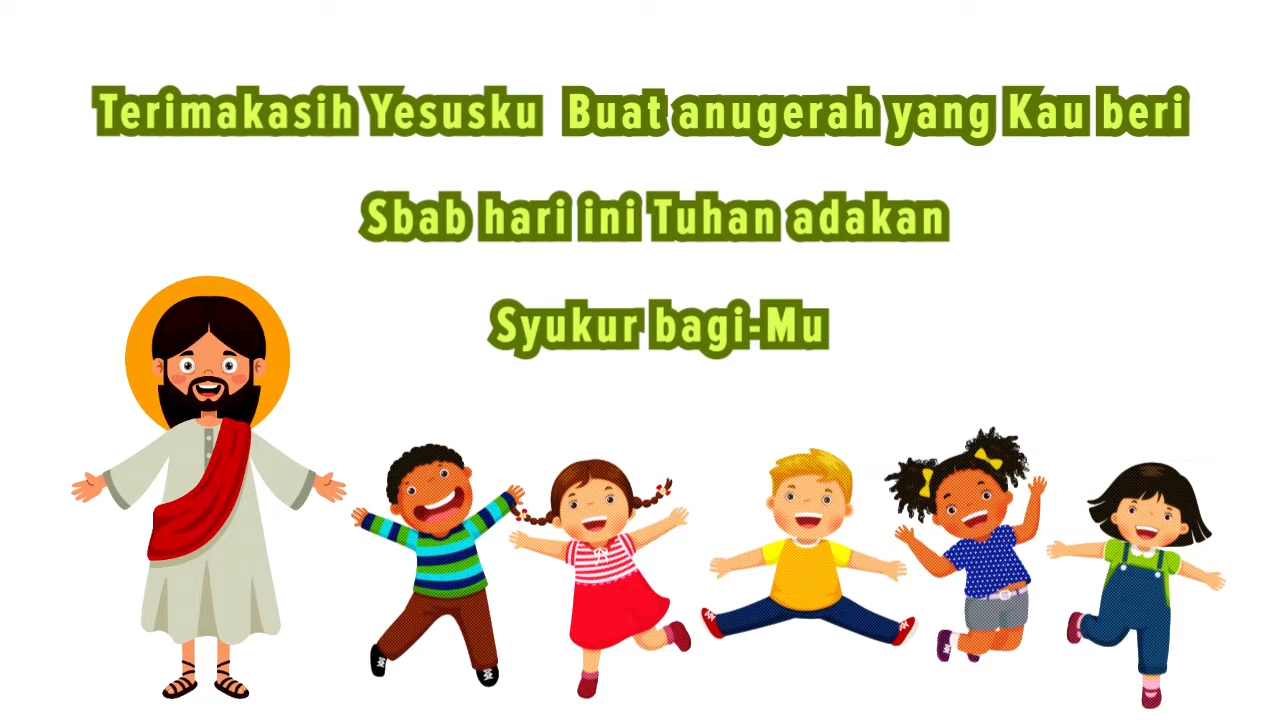 Terimakasih Yesusku Buat anugerah yang Kau beri
Sbab hari ini Tuhan adakan
Syukur bagi-Mu